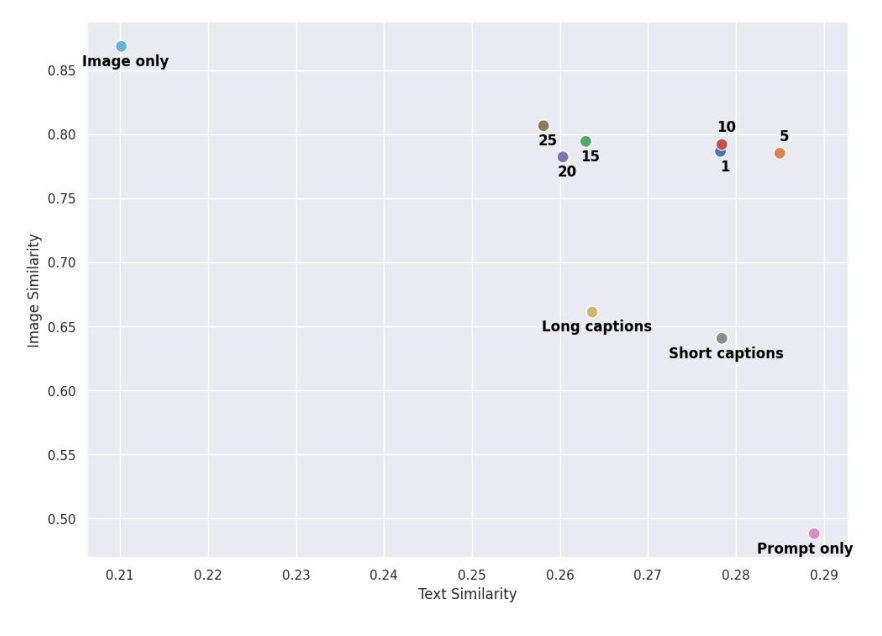 Image only
0.85
10
5
0.80
25
15
1
20
0.75
0.70
Image Similarity
0.65
Long captions
Short captions
0.60
0.55
0.50
Prompt only
0.21 0.22 0.23 0.24 0.25 0.26 0.27 0.28 0.29
Text Similarity